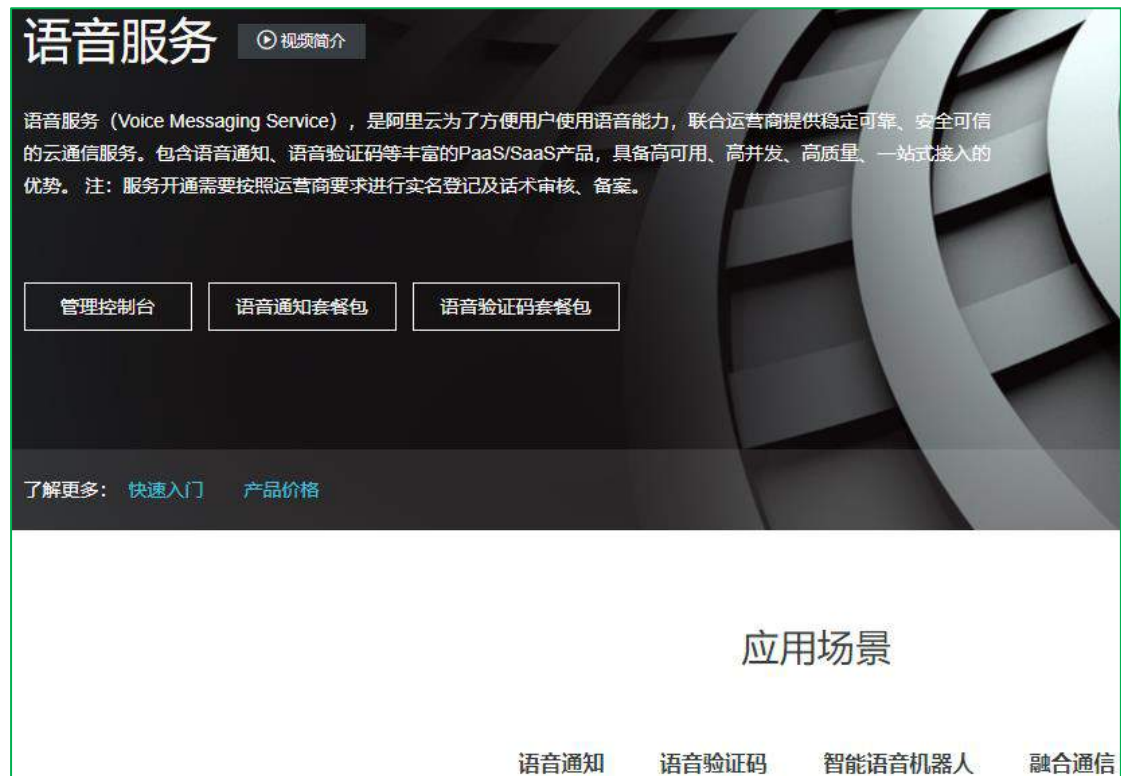 语音服务 视频简介
语音服务（Voice Messaging Service），是阿里云为了方便用户使用语音能力，联合运营商提供稳定可靠、安全可信
的云通信服务。包含语音通知、语音验证码等丰富的PaaS/SaaS产品，具备高可用、高并发、高质量、一站式接入的
优势。 注：服务开通需要按照运营商要求进行实名登记及话术审核、备案。
管理控制台 语音通知套餐包 语音验证码套餐包
了解更多： 快速入门 产品价格
应用场景
语音通知 语音验证码 智能语音机器人 融合通信